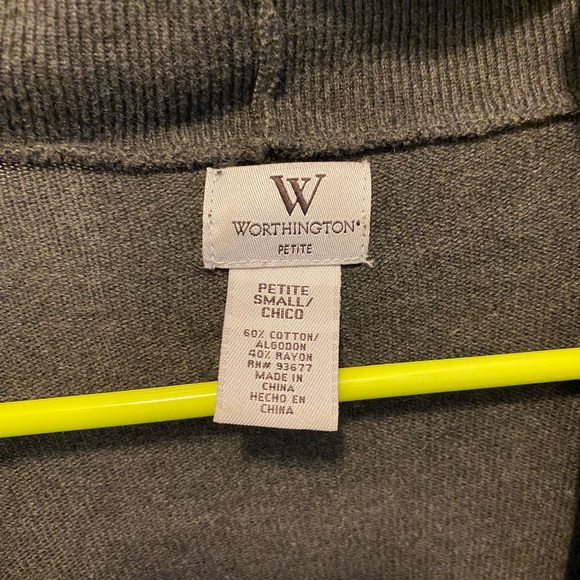 W
WORTHINGTON®
PETITE
PETITE
SMALL/
CHICO
60% COTTON/
ALGODON
40% RAYON
RN# 93677
MADE IN
CHINA
HECHO EN
CHINA